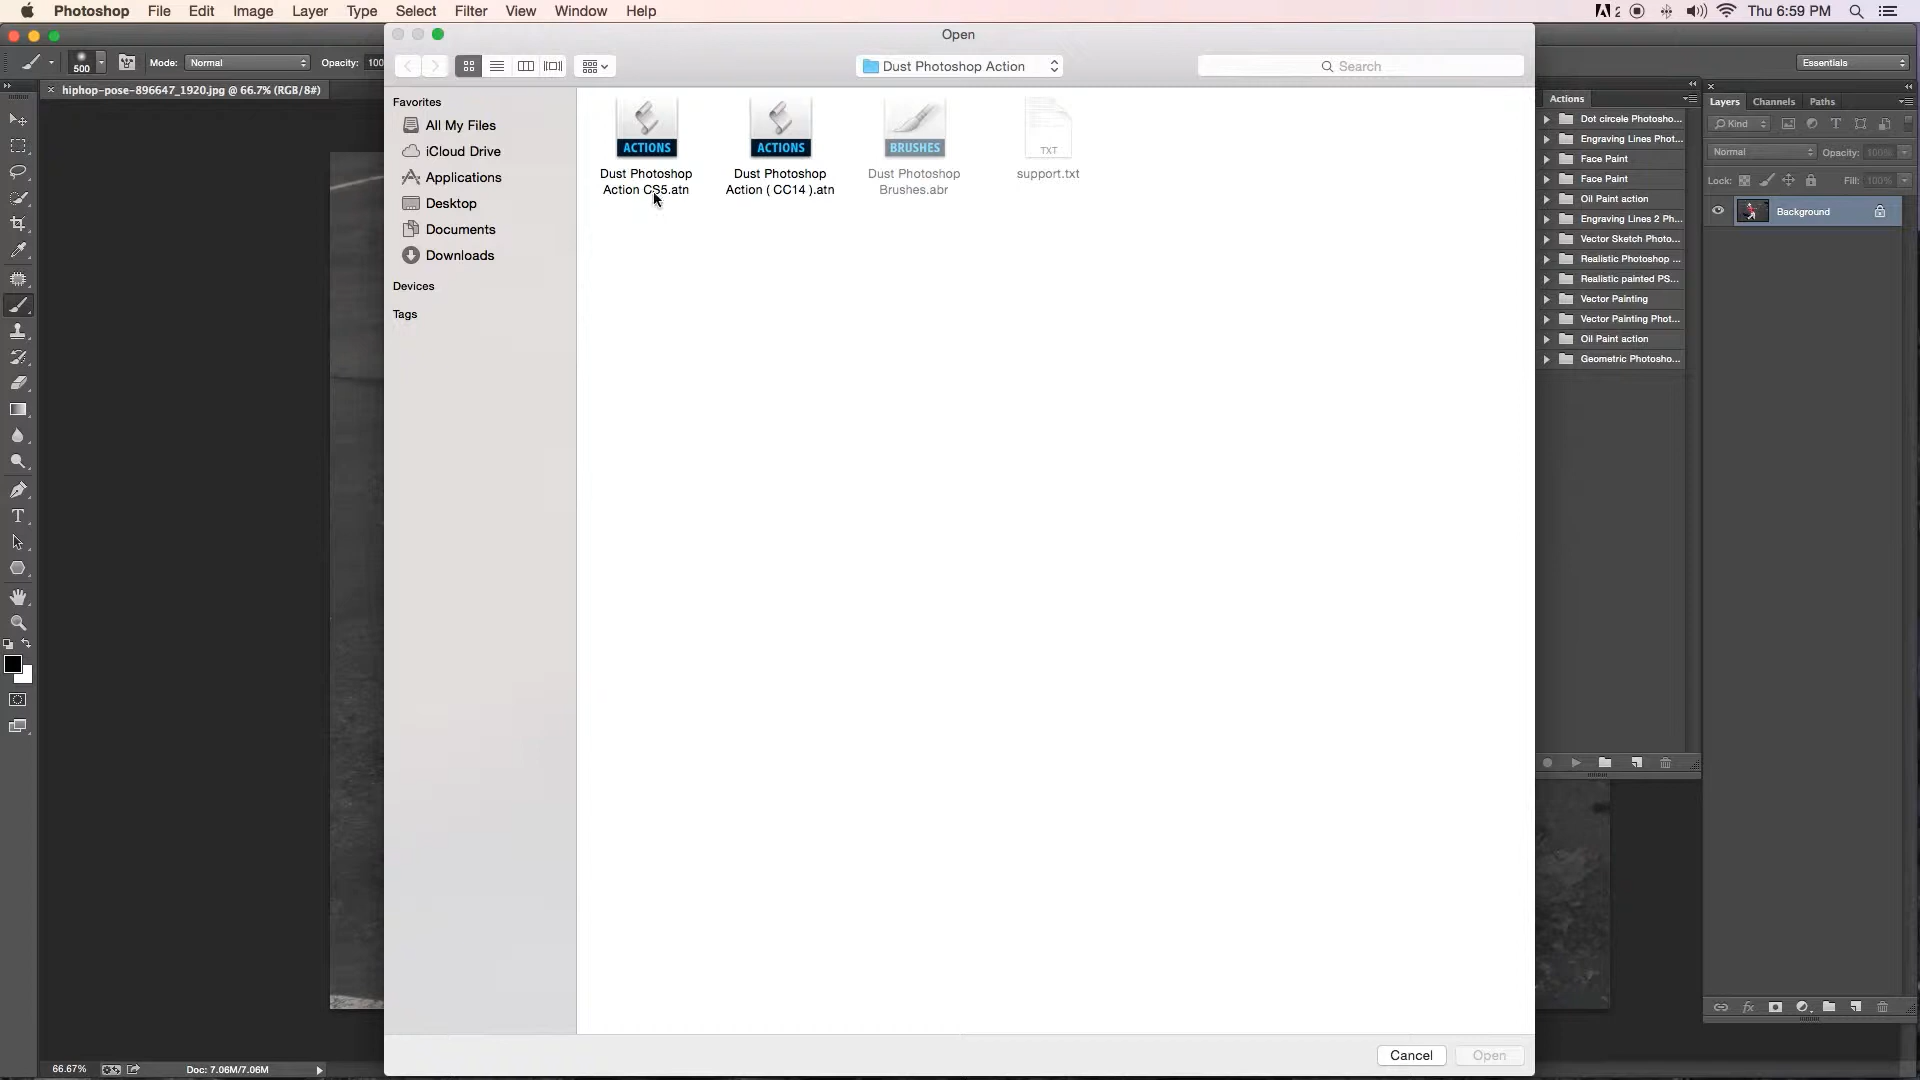 Photoshop File Edit Image Layer Type Select Filter View Window Help 2 Thu 6:59 PM
Open
500 Mode: Normal Opacity: 100 Dust Photoshop Action Search Essentials
hiphop-pose-896647_1920.jpg @ 66.7% (RGB/8#)
Favorites
All My Files
iCloud Drive
Applications
Desktop
Documents
Downloads
Devices
Tags
ACTIONS ACTIONS BRUSHES TXT
Dust Photoshop Action CS5.atn
Dust Photoshop Action ( CC14 ).atn
Dust Photoshop Brushes.abr
support.txt
Actions
Dot circele Photosho...
Engraving Lines Phot...
Face Paint
Face Paint
Oil Paint action
Engraving Lines 2 Ph...
Vector Sketch Photo...
Realistic Photoshop ...
Realistic painted PS...
Vector Painting
Vector Painting Phot...
Oil Paint action
Geometric Photosho...
Layers Channels Paths
Kind
Normal Opacity: 100%
Lock: Fill: 100%
Background
Cancel Open
66.67% Doc: 7.06M/7.06M